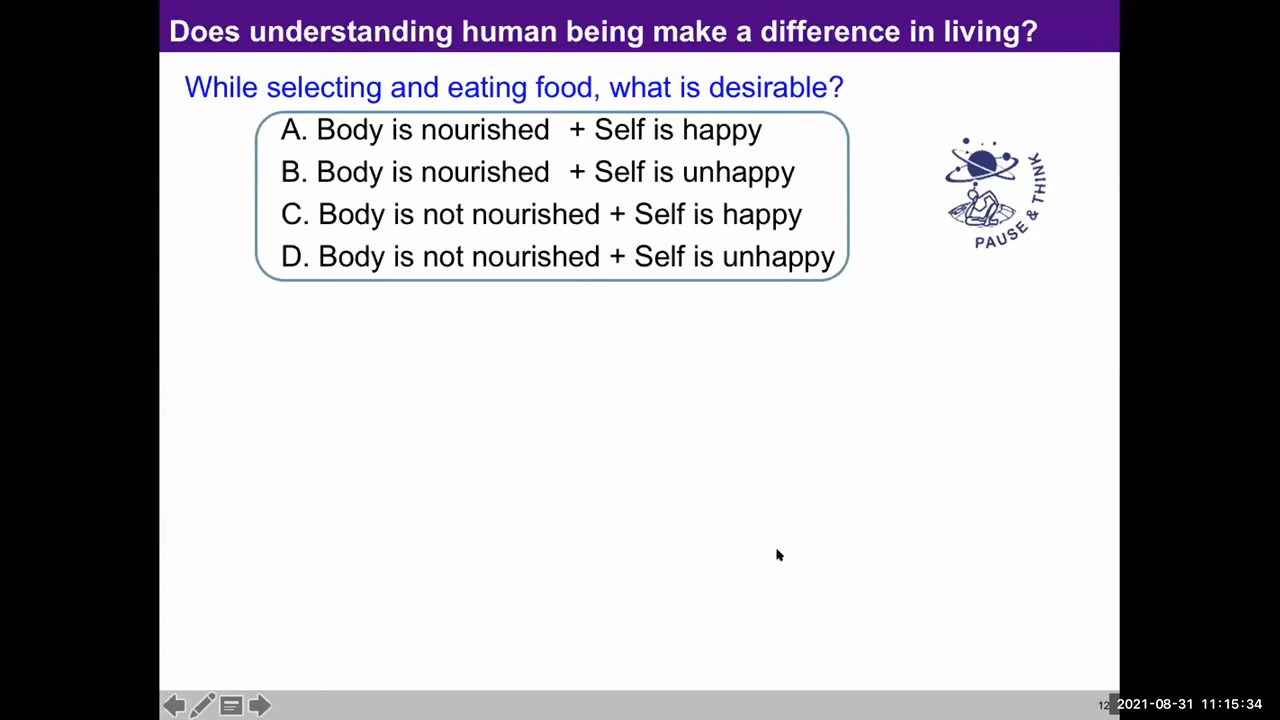 Does understanding human being make a difference in living?
While selecting and eating food, what is desirable?
A. Body is nourished + Self is happy
B. Body is nourished + Self is unhappy
C. Body is not nourished + Self is happy
D. Body is not nourished + Self is unhappy
PAUSE & THINK
12
2021-08-31 11:15:34